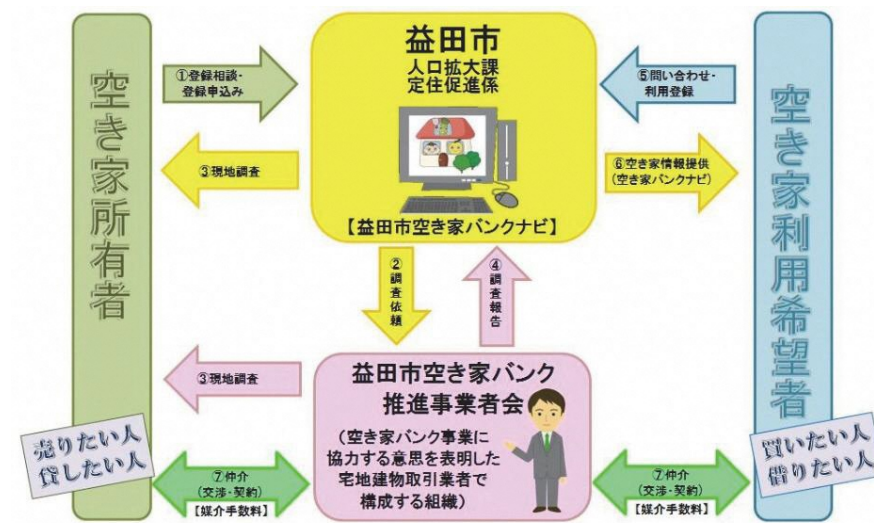 空き家所有者
売りたい人
貸したい人
①登録相談・
登録申込み
③現地調査
益田市
人口拡大課
定住促進係
【益田市空き家バンクナビ】
⑤問い合わせ・
利用登録
⑥空き家情報提供
(空き家バンクナビ)
②調査依頼
④調査報告
③現地調査
益田市空き家バンク
推進事業者会
(空き家バンク事業に
協力する意思を表明した
宅地建物取引業者で
構成する組織)
⑦仲介
(交渉・契約)
【媒介手数料】
⑦仲介
(交渉・契約)
【媒介手数料】
空き家利用希望者
買いたい人
借りたい人